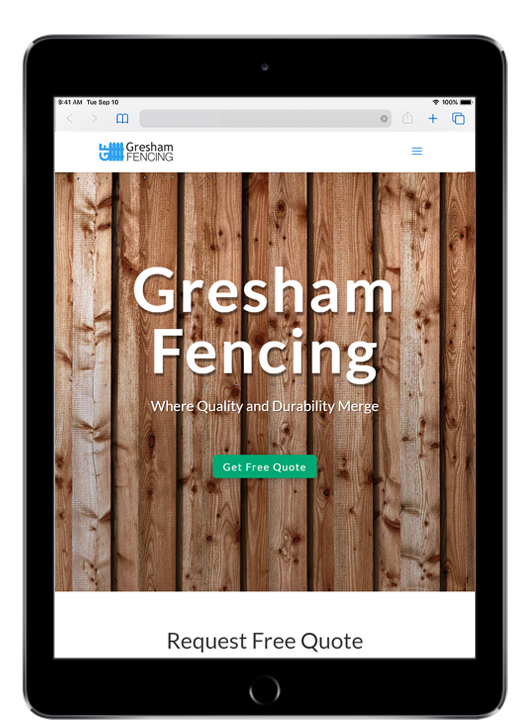 9:41 AM Tue Sep 10 100%
Gresham
GF FENCING
Gresham
Fencing
Where Quality and Durability Merge
Get Free Quote
Request Free Quote